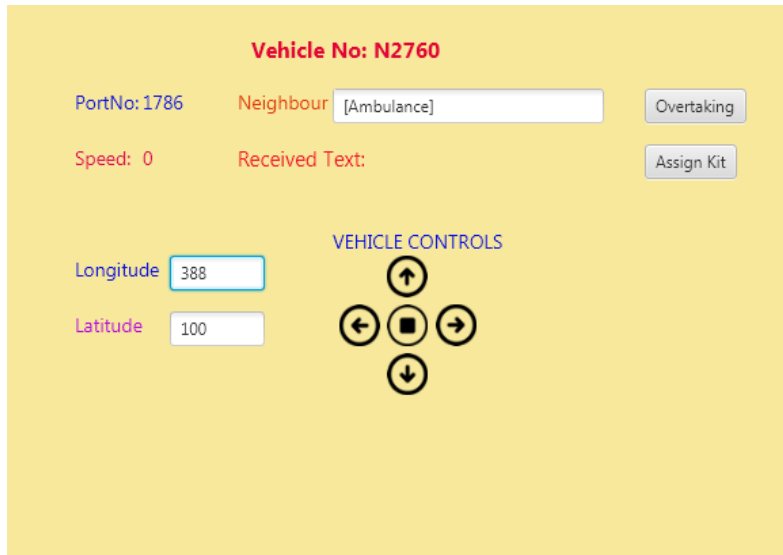 Vehicle No: N2760
PortNo: 1786 Neighbour [Ambulance] Overtaking
Speed: 0 Received Text: Assign Kit
VEHICLE CONTROLS
Longitude 388
Latitude 100